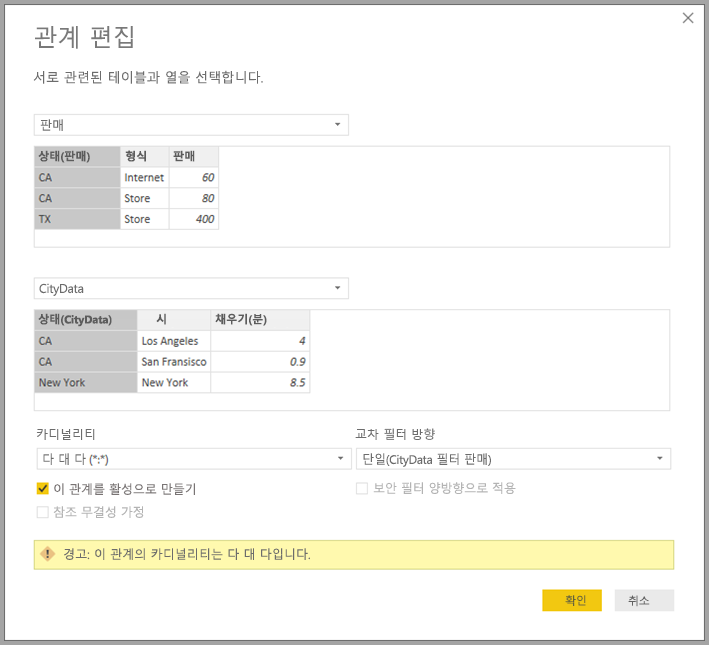 관계 편집
서로 관련된 테이블과 열을 선택합니다.
판매
상태(판매) 형식 판매
CA Internet 60
CA Store 80
TX Store 400
CityData
상태(CityData) 시 채우기(분)
CA Los Angeles 4
CA San Fransisco 0.9
New York New York 8.5
카디널리티 교차 필터 방향
다 대 다 (*:*) 단일(CityData 필터 판매)
이 관계를 활성으로 만들기 보안 필터 양방향으로 적용
참조 무결성 가정
경고: 이 관계의 카디널리티는 다 대 다입니다.
확인 취소